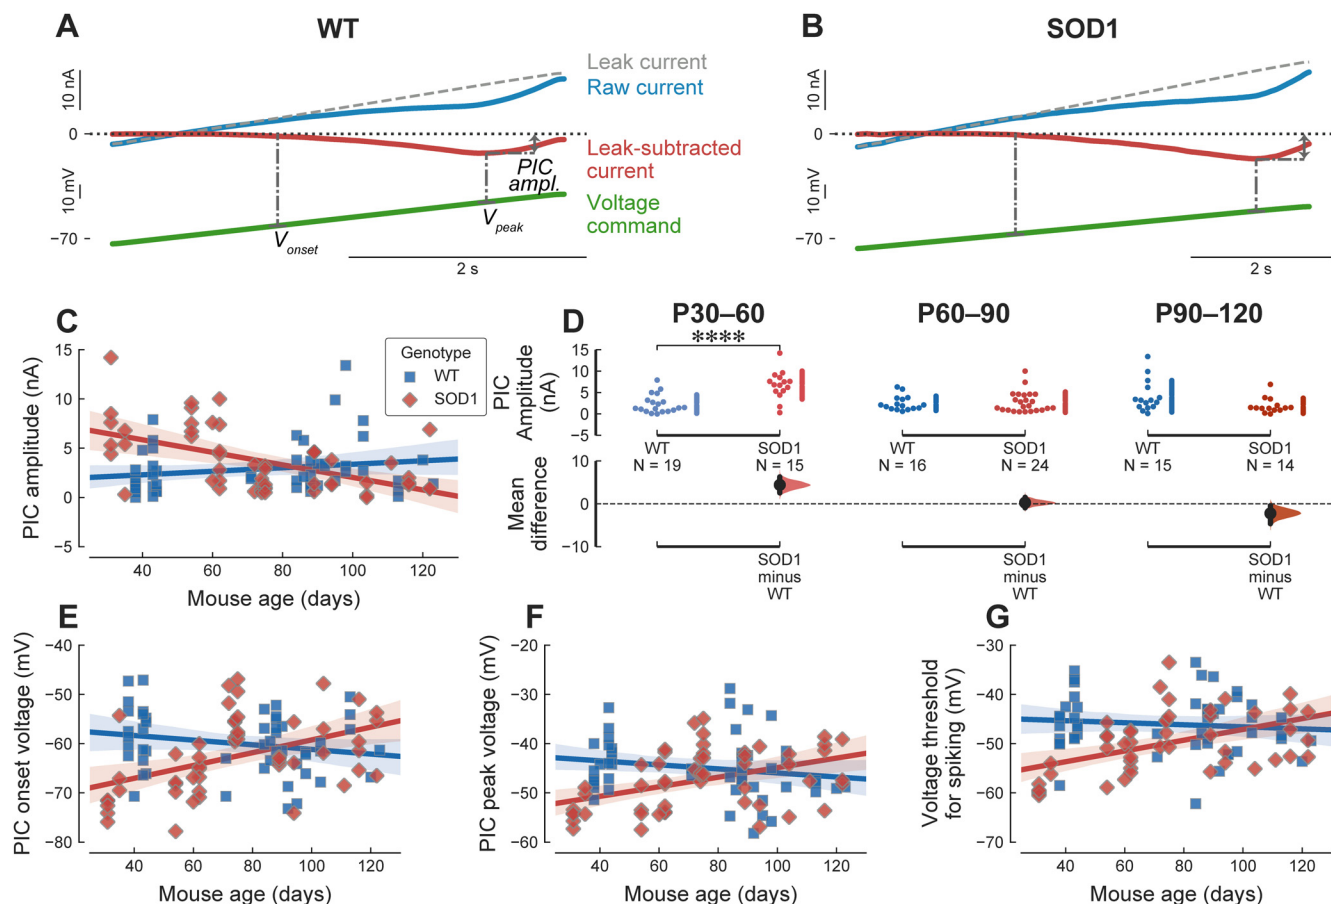 A
WT
Leak current
Raw current
10 nA
0
Leak-subtracted
current
PIC
ampl.
10 mV
Voltage
command
−70
Vonset
Vpeak
2 s
B
SOD1
10 nA
0
10 mV
−70
2 s
C
15
10
5
0
−5
PIC amplitude (nA)
Genotype
WT
SOD1
40
60
80
100
120
Mouse age (days)
D
P30–60
P60–90
P90–120
****
PIC
Amplitude
(nA)
15
10
5
0
−5
WT
N = 19
SOD1
N = 15
WT
N = 16
SOD1
N = 24
WT
N = 15
SOD1
N = 14
Mean
difference
10
0
−10
SOD1
minus
WT
SOD1
minus
WT
SOD1
minus
WT
E
PIC onset voltage (mV)
−40
−50
−60
−70
−80
40
60
80
100
120
Mouse age (days)
F
PIC peak voltage (mV)
−20
−30
−40
−50
−60
40
60
80
100
120
Mouse age (days)
G
Voltage threshold
for spiking (mV)
−30
−40
−50
−60
−70
40
60
80
100
120
Mouse age (days)